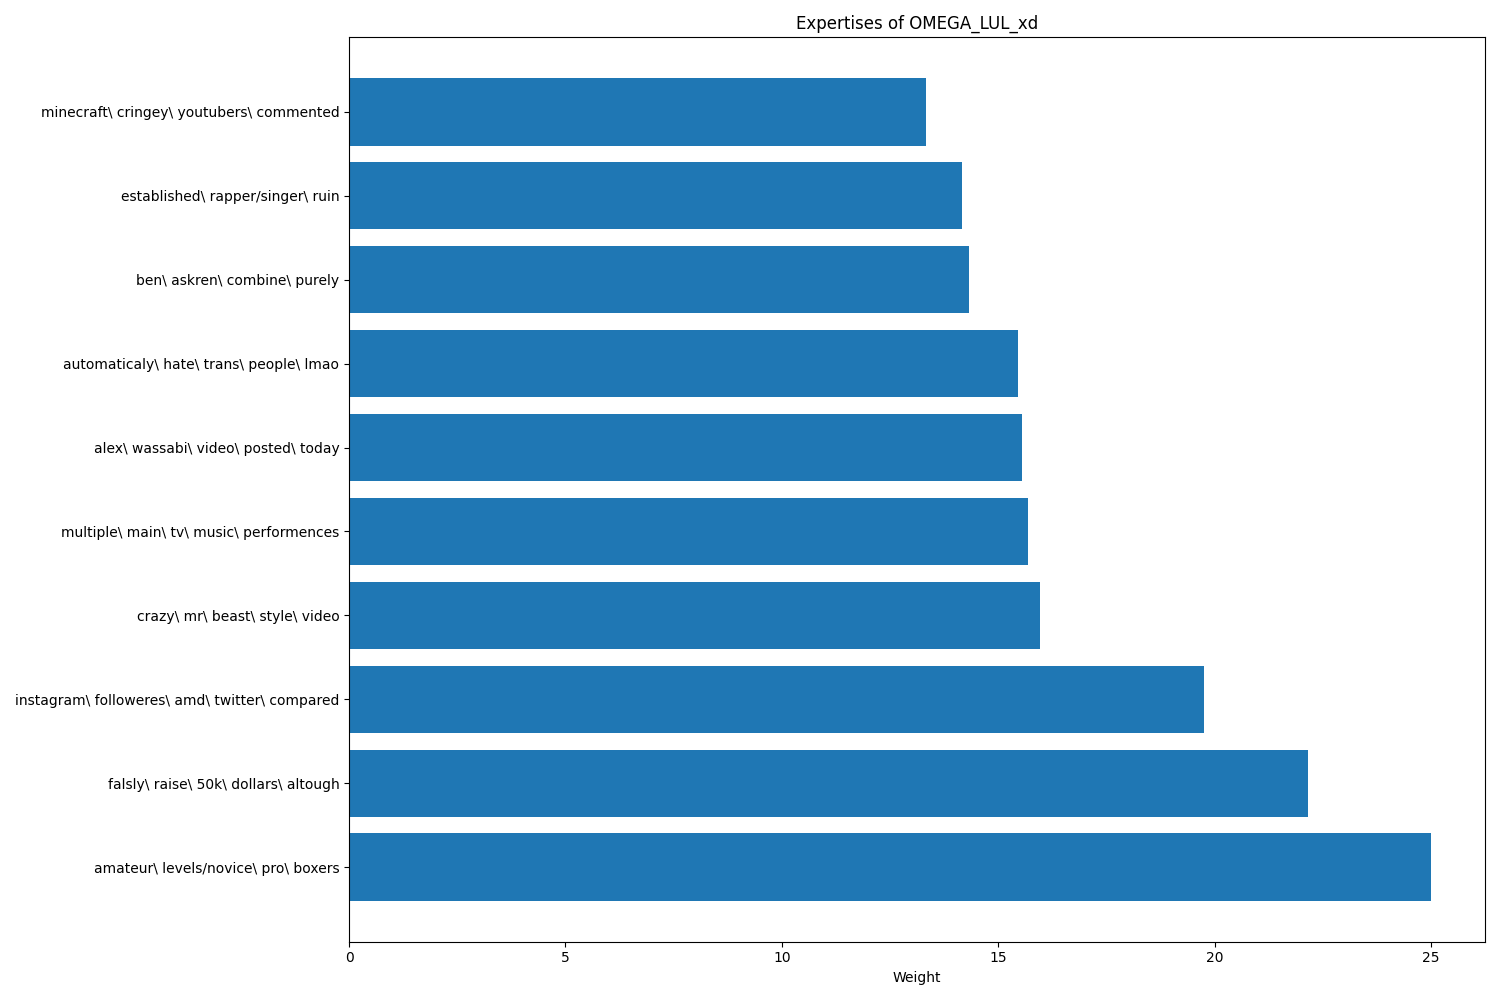 Expertises of OMEGA_LUL_xd
minecraft\ cringey\ youtubers\ commented
established\ rapper/singer\ ruin
ben\ askren\ combine\ purely
automaticaly\ hate\ trans\ people\ lmao
alex\ wassabi\ video\ posted\ today
multiple\ main\ tv\ music\ performences
crazy\ mr\ beast\ style\ video
instagram\ followeres\ amd\ twitter\ compared
falsly\ raise\ 50k\ dollars\ altough
amateur\ levels/novice\ pro\ boxers
0 5 10 15 20 25
Weight